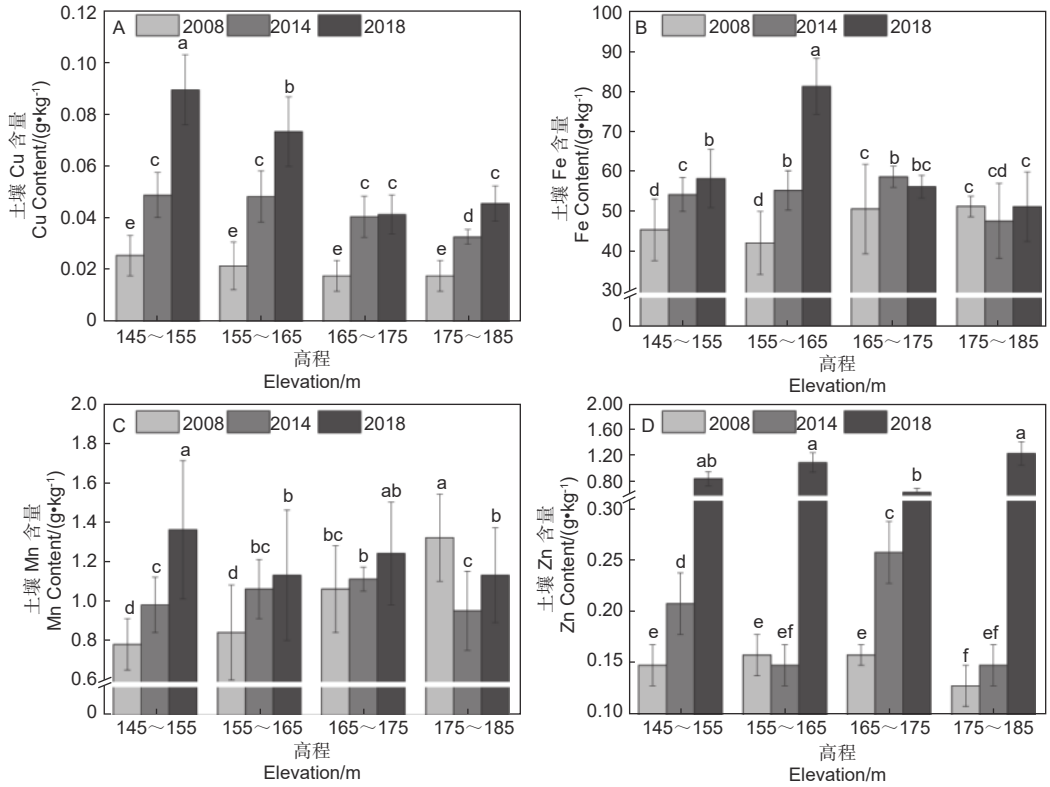 A 2008 2014 2018
土壤 Cu 含量
Cu Content/(g•kg⁻¹)
0.12
0.10
0.08
0.06
0.04
0.02
0
e c a
e c b
e c c
e d c
145～155 155～165 165～175 175～185
高程
Elevation/m
B 2008 2014 2018
土壤 Fe 含量
Fe Content/(g•kg⁻¹)
100
90
80
70
60
50
40
30
0
d c b
d b a
c b bc
c cd c
145～155 155～165 165～175 175～185
高程
Elevation/m
C 2008 2014 2018
土壤 Mn 含量
Mn Content/(g•kg⁻¹)
2.0
1.8
1.6
1.4
1.2
1.0
0.8
0.6
0
d c a
d bc b
bc b ab
a c b
145～155 155～165 165～175 175～185
高程
Elevation/m
D 2008 2014 2018
土壤 Zn 含量
Zn Content/(g•kg⁻¹)
2.00
1.60
1.20
0.80
0.30
0.25
0.20
0.15
0.10
e d ab
e ef a
e c b
f ef a
145～155 155～165 165～175 175～185
高程
Elevation/m